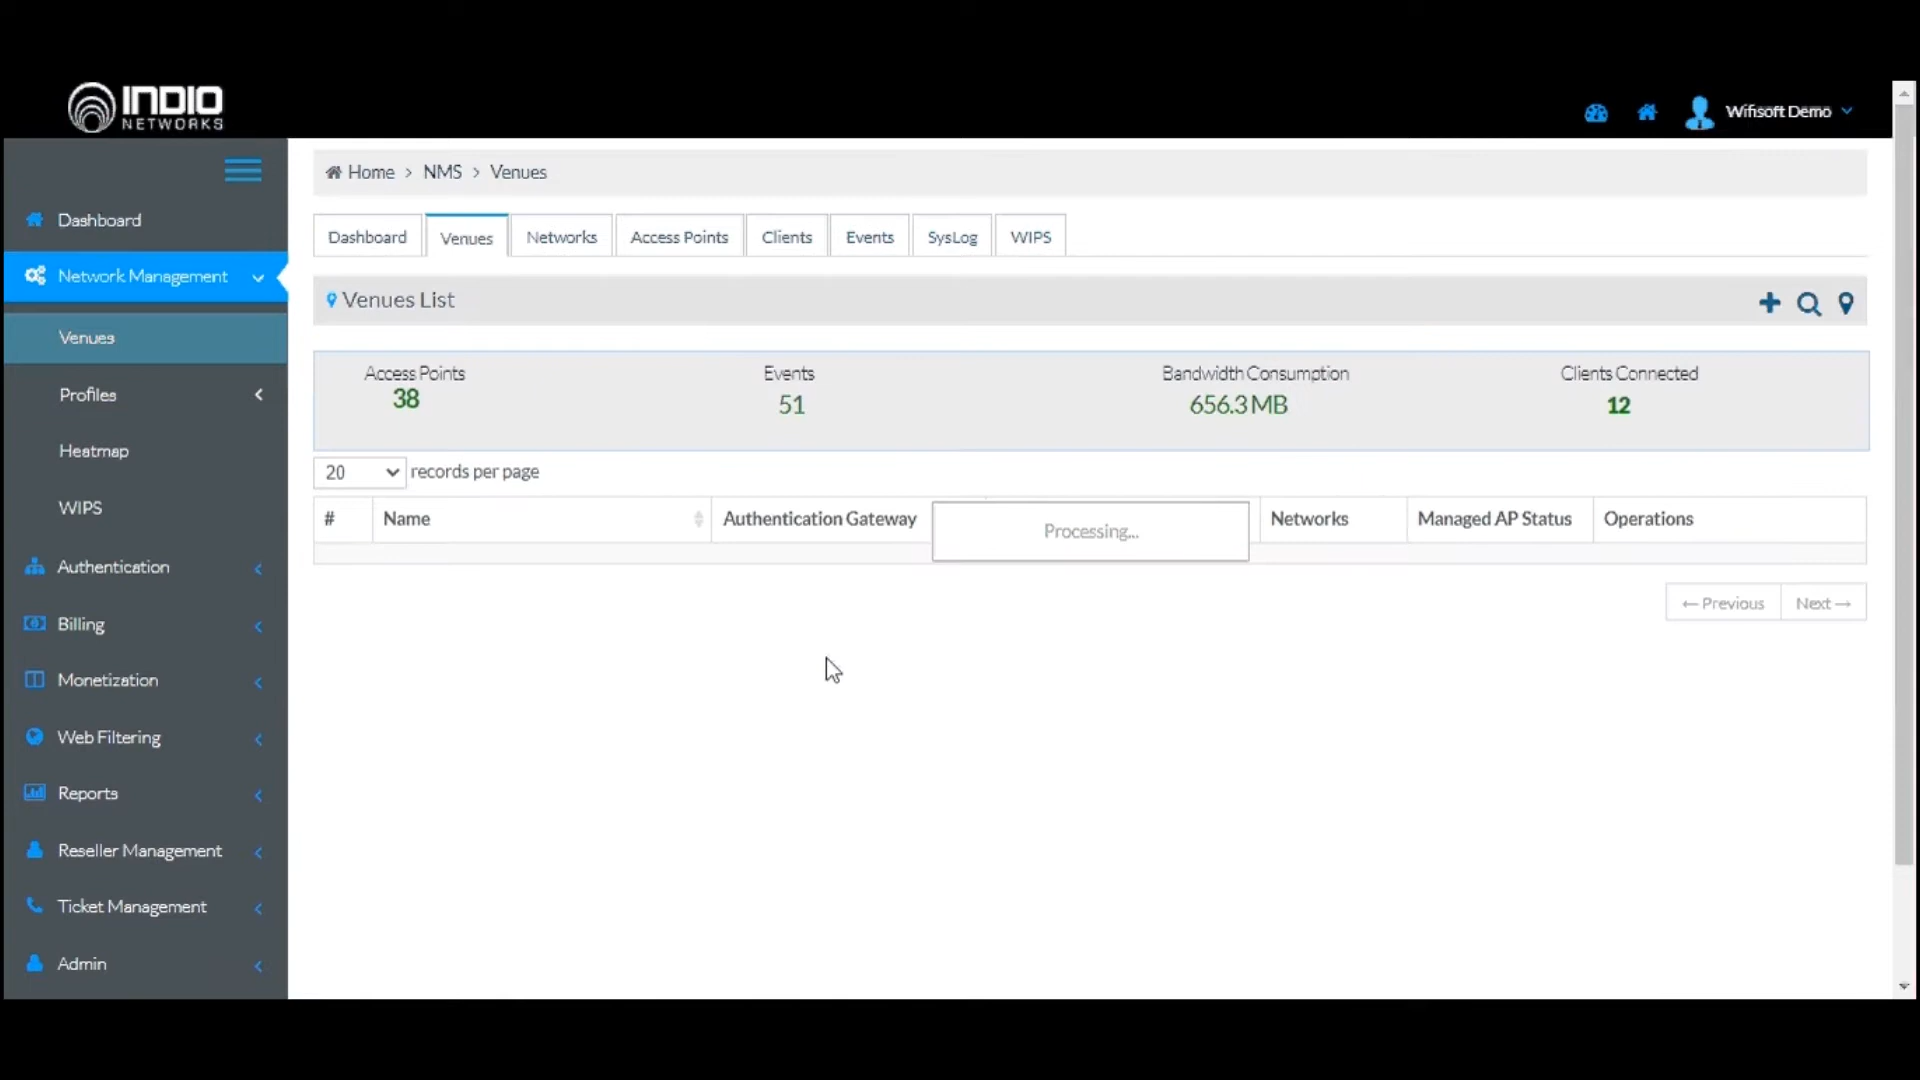 INDIO
NETWORKS
Wifisoft Demo
Home > NMS > Venues
Dashboard
Network Management
Venues
Profiles
Heatmap
WIPS
Authentication
Billing
Monetization
Web Filtering
Reports
Reseller Management
Ticket Management
Admin
Dashboard Venues Networks Access Points Clients Events SysLog WIPS
Venues List
Access Points Events Bandwidth Consumption Clients Connected
38 51 656.3 MB 12
20 records per page
# Name Authentication Gateway Networks Managed AP Status Operations
Processing...
← Previous Next →